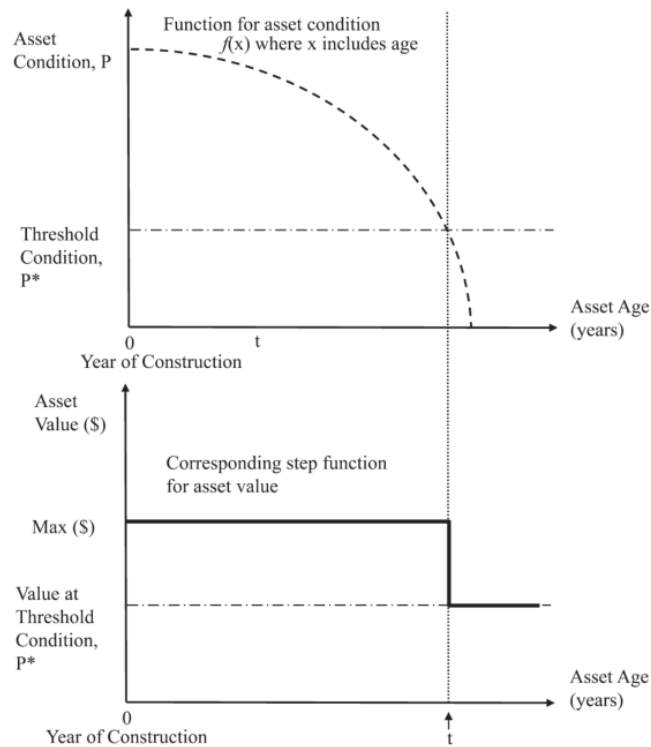 Asset
Condition, P
Function for asset condition
f(x) where x includes age
Threshold
Condition,
P*
Asset Age
(years)
0
t
Year of Construction
Asset
Value ($)
Corresponding step function
for asset value
Max ($)
Value at
Threshold
Condition,
P*
Asset Age
(years)
0
Year of Construction
t